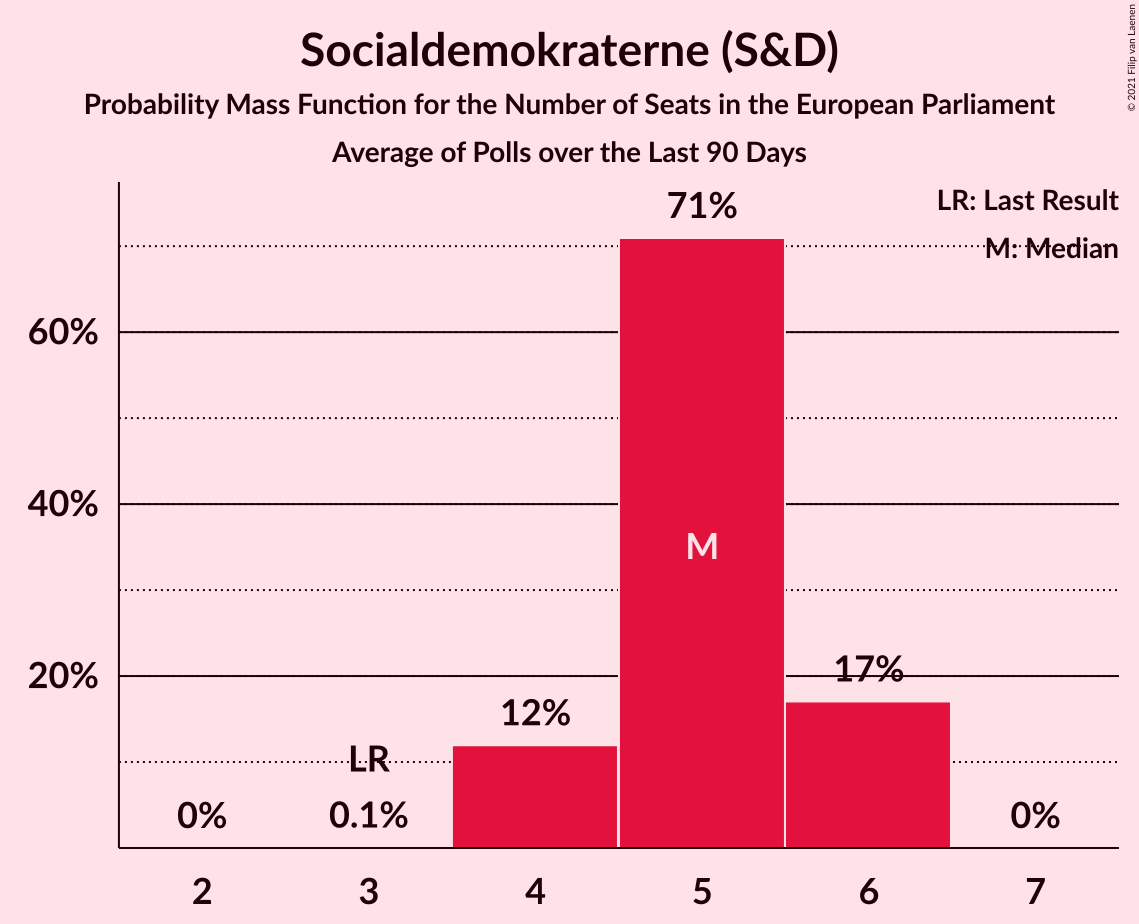 Socialdemokraterne (S&D)
Probability Mass Function for the Number of Seats in the European Parliament
Average of Polls over the Last 90 Days
© 2021 Filip van Laenen
LR: Last Result
M: Median
71%
60%
40%
M
20%
17%
12%
LR
0%
0.1%
0%
2 3 4 5 6 7